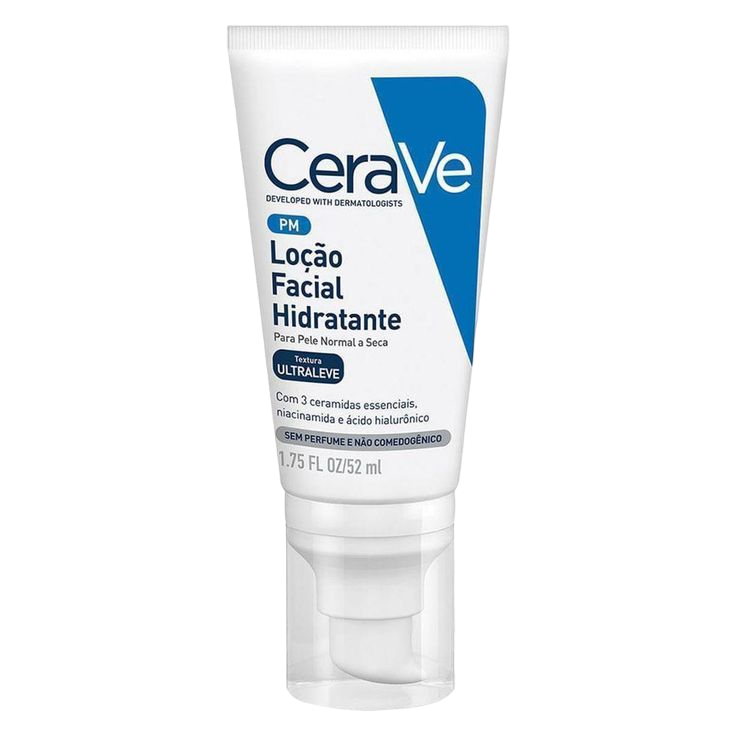 CeraVe
DEVELOPED WITH DERMATOLOGISTS
PM
Loção
Facial
Hidratante
Para Pele Normal a Seca
Textura
ULTRALEVE
Com 3 ceramidas essenciais,
niacinamida e ácido hialurônico
SEM PERFUME E NÃO COMEDOGÊNICO
1.75 FL OZ/52 ml